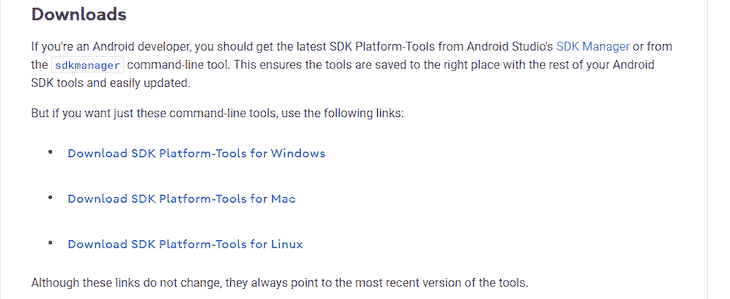 Downloads
If you're an Android developer, you should get the latest SDK Platform-Tools from Android Studio's SDK Manager or from
the sdkmanager command-line tool. This ensures the tools are saved to the right place with the rest of your Android
SDK tools and easily updated.
But if you want just these command-line tools, use the following links:
• Download SDK Platform-Tools for Windows
• Download SDK Platform-Tools for Mac
• Download SDK Platform-Tools for Linux
Although these links do not change, they always point to the most recent version of the tools.